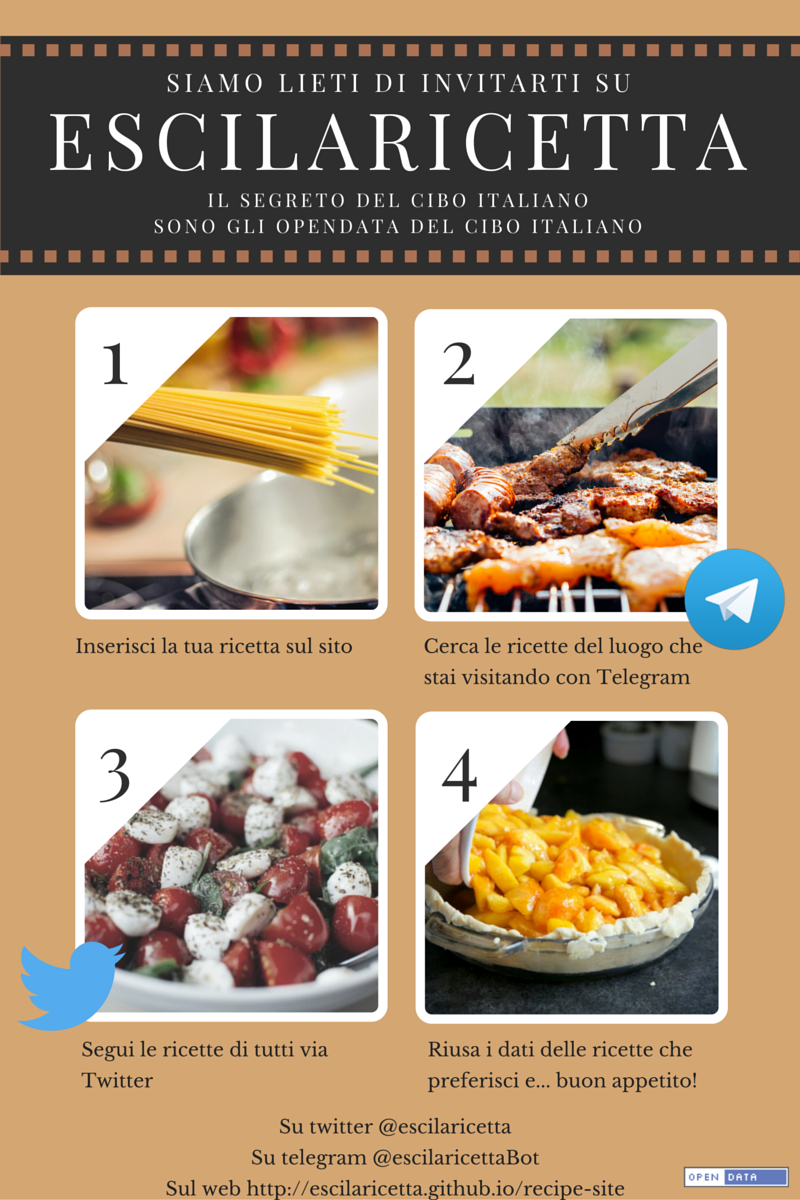 SIAMO LIETI DI INVITARTI SU
ESCILARICETTA
IL SEGRETO DEL CIBO ITALIANO
SONO GLI OPENDATA DEL CIBO ITALIANO
1
2
Inserisci la tua ricetta sul sito
Cerca le ricette del luogo che
stai visitando con Telegram
3
4
Segui le ricette di tutti via
Twitter
Riusa i dati delle ricette che
preferisci e... buon appetito!
Su twitter @escilaricetta
Su telegram @escilaricettaBot
Sul web http://escilaricetta.github.io/recipe-site
OPEN DATA